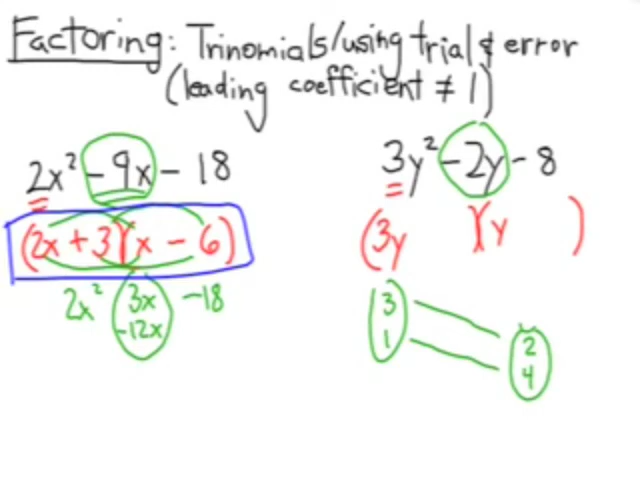 Factoring: Trinomials/using trial & error
(leading coefficient ≠ 1)
2x² - 9x - 18
(2x + 3)(x - 6)
2x² 3x -18
-12x
3y² - 2y - 8
(3y )(y )
3
1
2
4